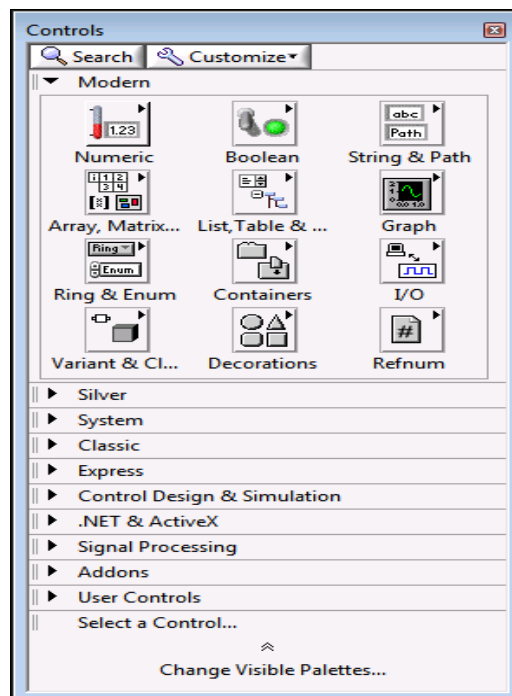 Controls
Search Customize
Modern
1.23 abc Path
Numeric Boolean String & Path
Array, Matrix... List, Table & ... Graph
Ring Enum
Ring & Enum Containers I/O
#
Variant & Cl... Decorations Refnum
Silver
System
Classic
Express
Control Design & Simulation
.NET & ActiveX
Signal Processing
Addons
User Controls
Select a Control...
Change Visible Palettes...